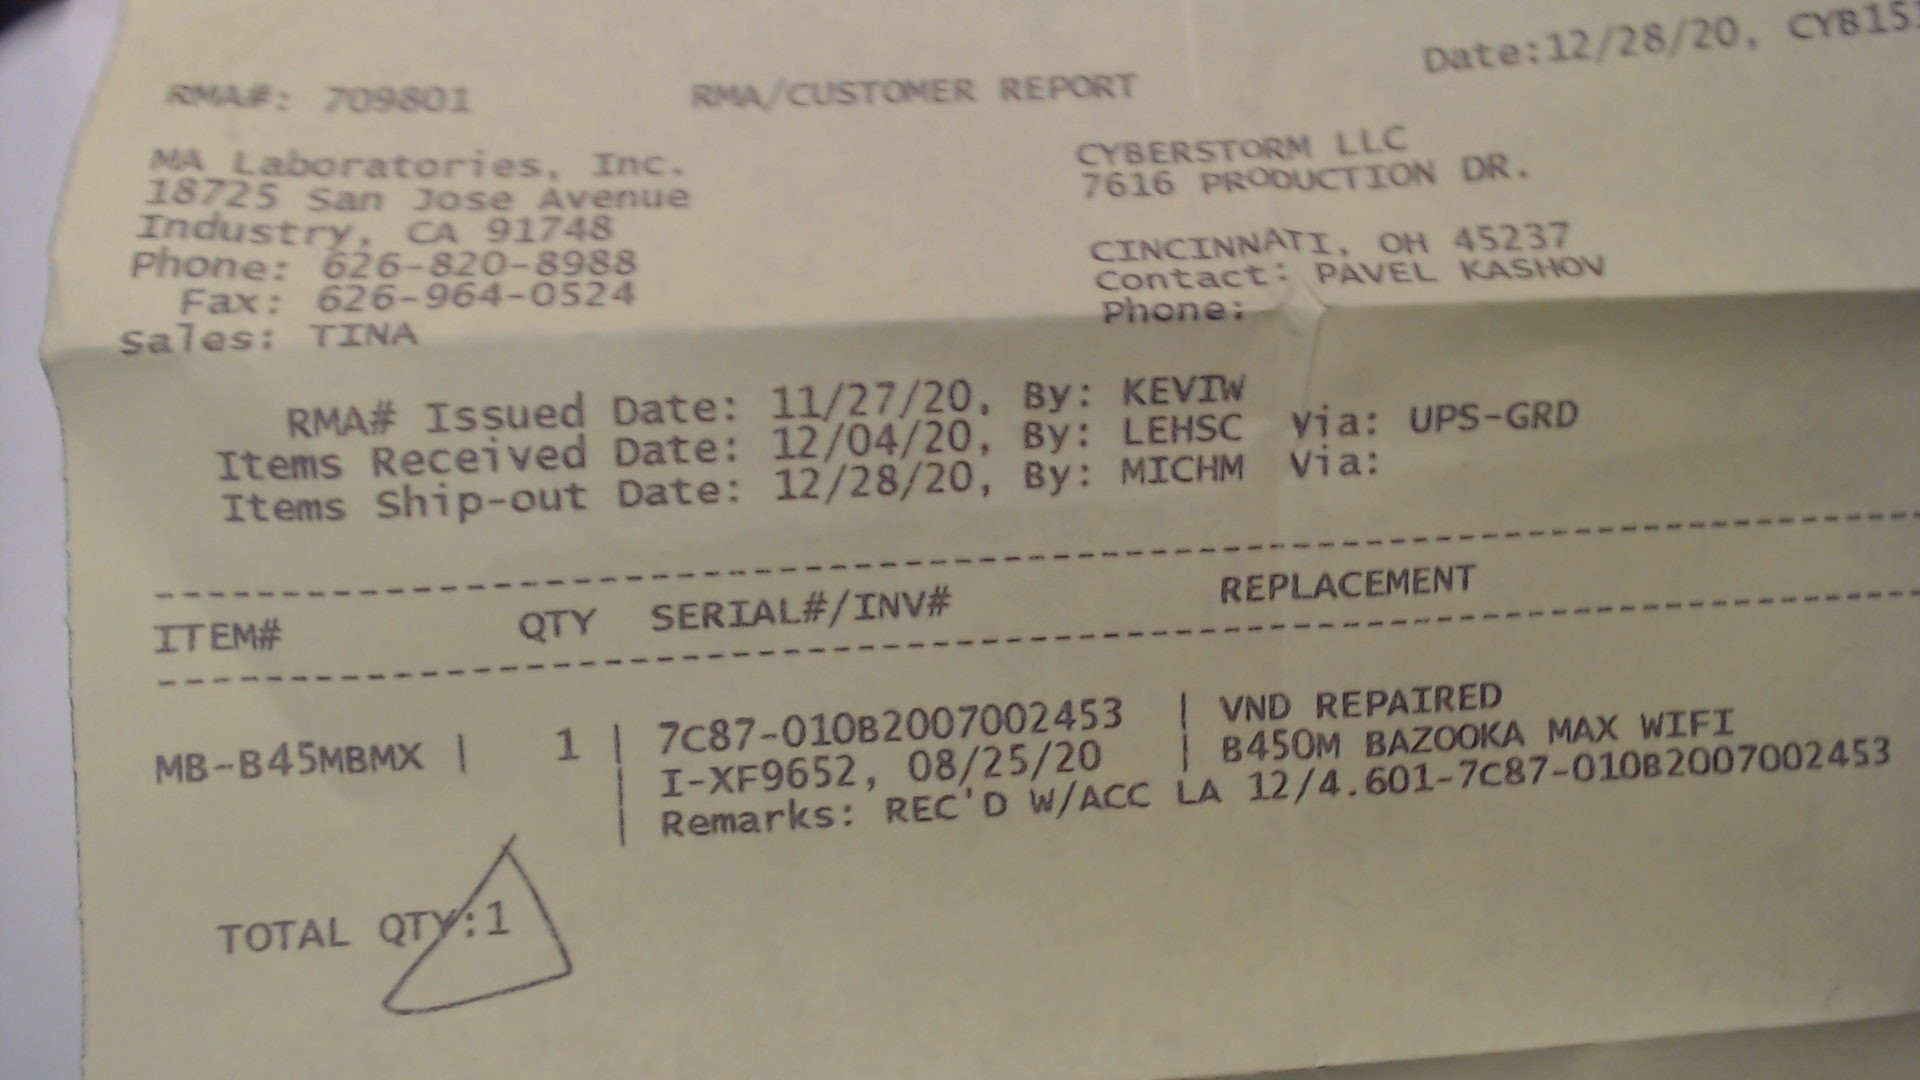 Date:12/28/20, CYB15
RMA#: 709801 RMA/CUSTOMER REPORT
MA Laboratories, Inc.
18725 San Jose Avenue
Industry, CA 91748
Phone: 626-820-8988
Fax: 626-964-0524
Sales: TINA
CYBERSTORM LLC
7616 PRODUCTION DR.
CINCINNATI, OH 45237
Contact: PAVEL KASHOV
Phone:
RMA# Issued Date: 11/27/20, By: KEVIW
Items Received Date: 12/04/20, By: LEHSC Via: UPS-GRD
Items Ship-out Date: 12/28/20, By: MICHM Via:
ITEM# QTY SERIAL#/INV# REPLACEMENT
MB-B45MBMX | 1 | 7C87-010B2007002453 | VND REPAIRED
| I-XF9652, 08/25/20 | B450M BAZOOKA MAX WIFI
| Remarks: REC'D W/ACC LA 12/4.601-7C87-010B2007002453
TOTAL QTY:1